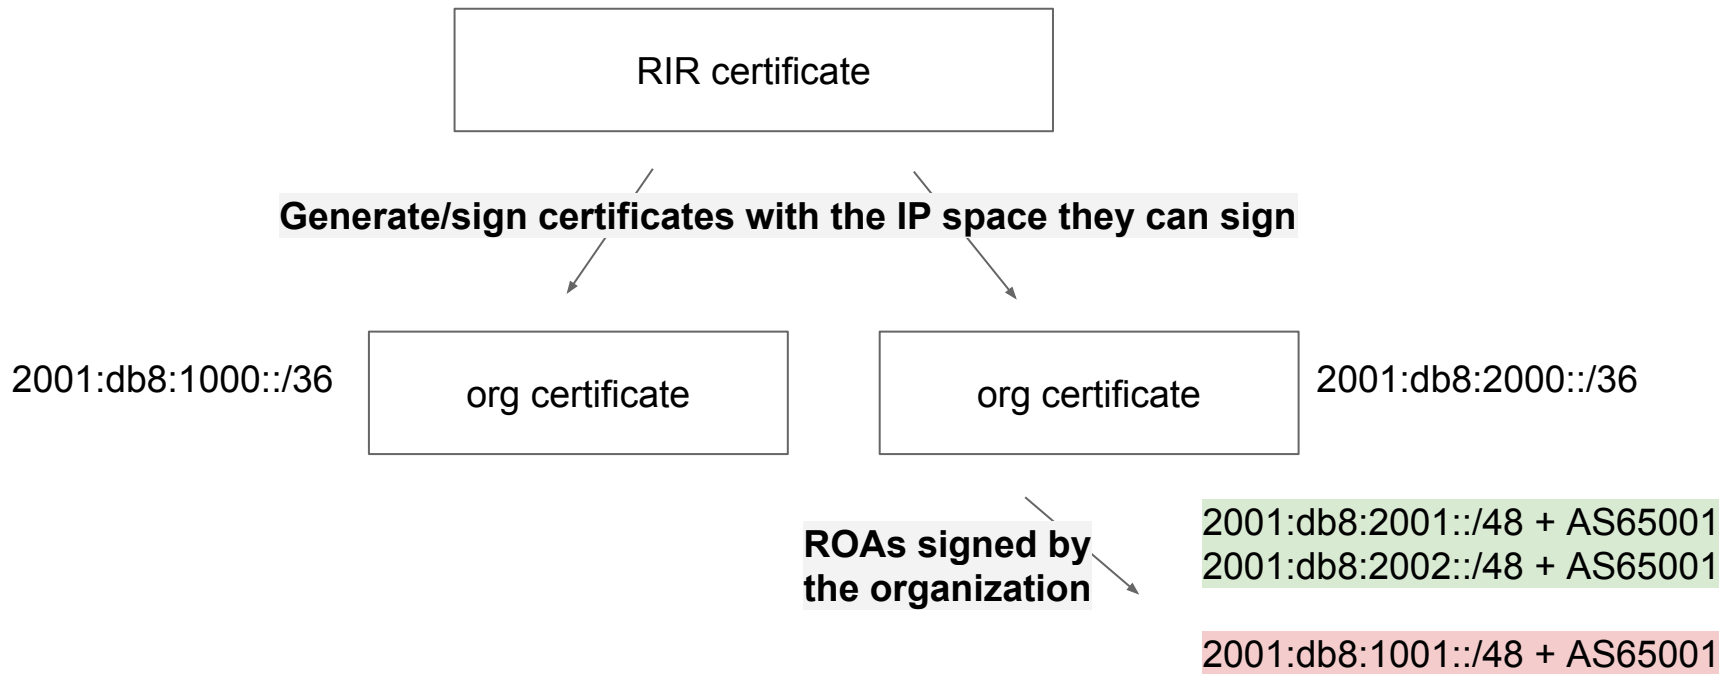 RIR certificate
Generate/sign certificates with the IP space they can sign
2001:db8:1000::/36
org certificate
org certificate
2001:db8:2000::/36
ROAs signed by
the organization
2001:db8:2001::/48 + AS65001
2001:db8:2002::/48 + AS65001
2001:db8:1001::/48 + AS65001